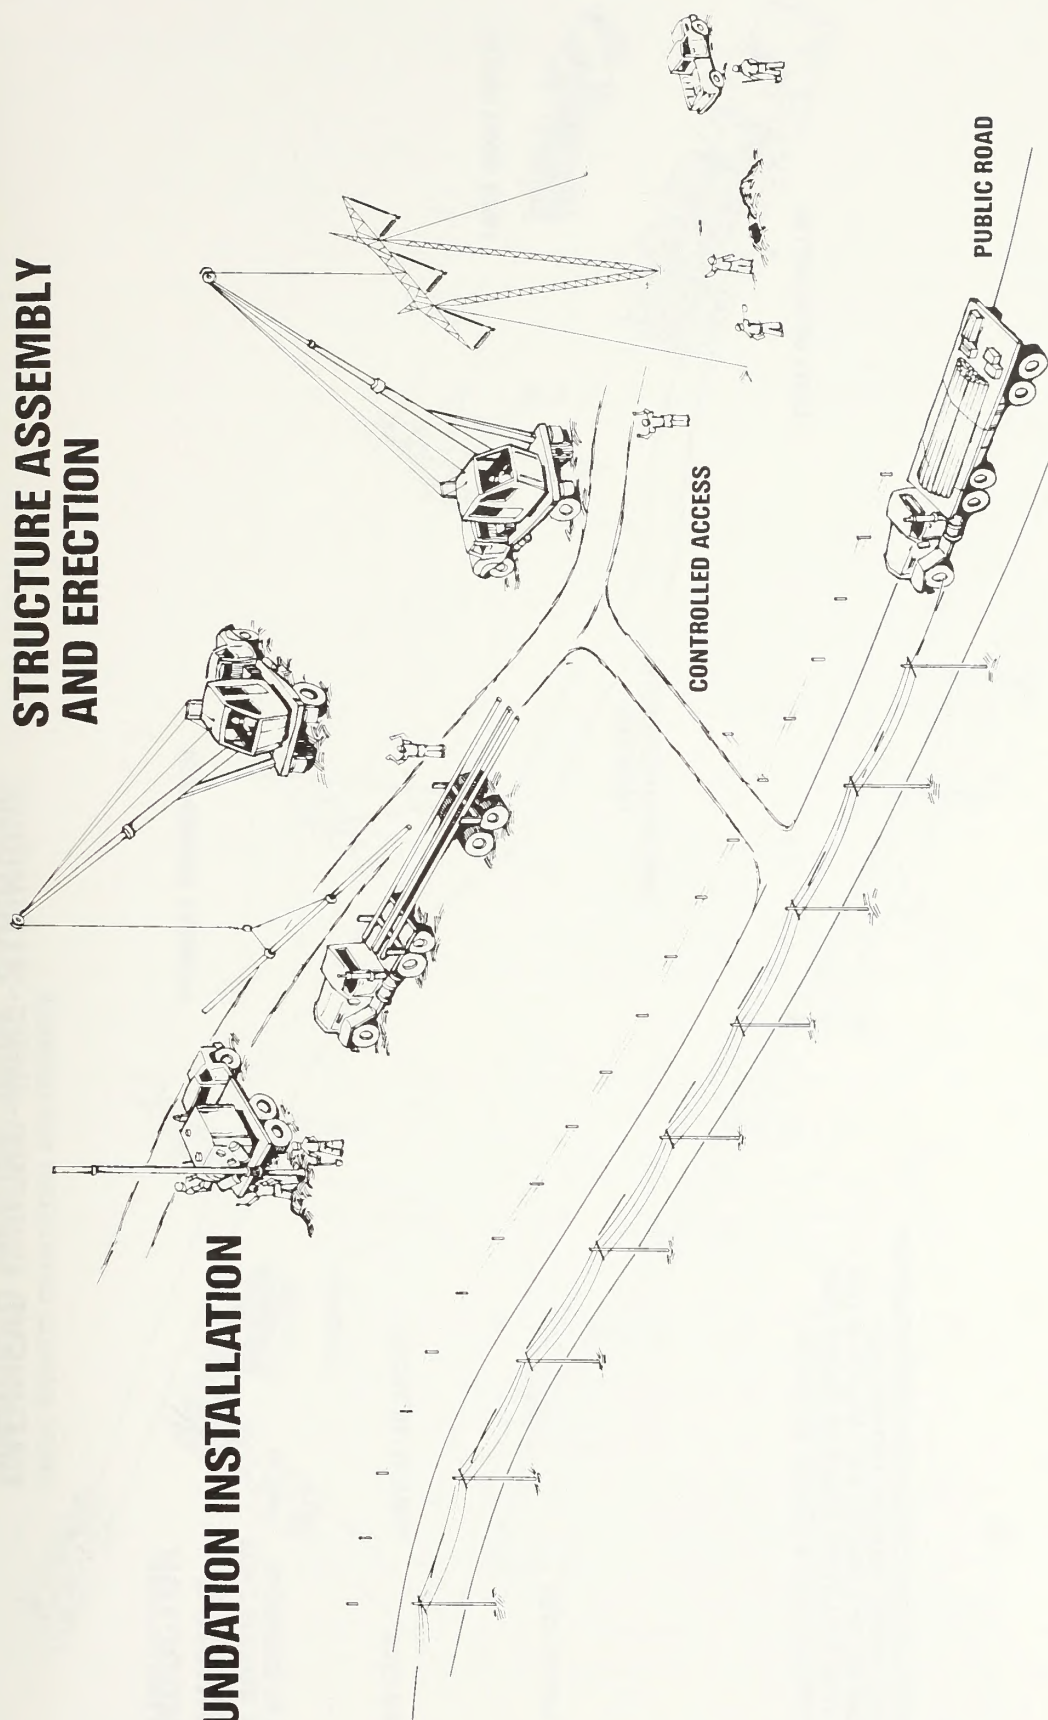 STRUCTURE ASSEMBLY
AND ERECTION
UNDATION INSTALLATION
CONTROLLED ACCESS
PUBLIC ROAD